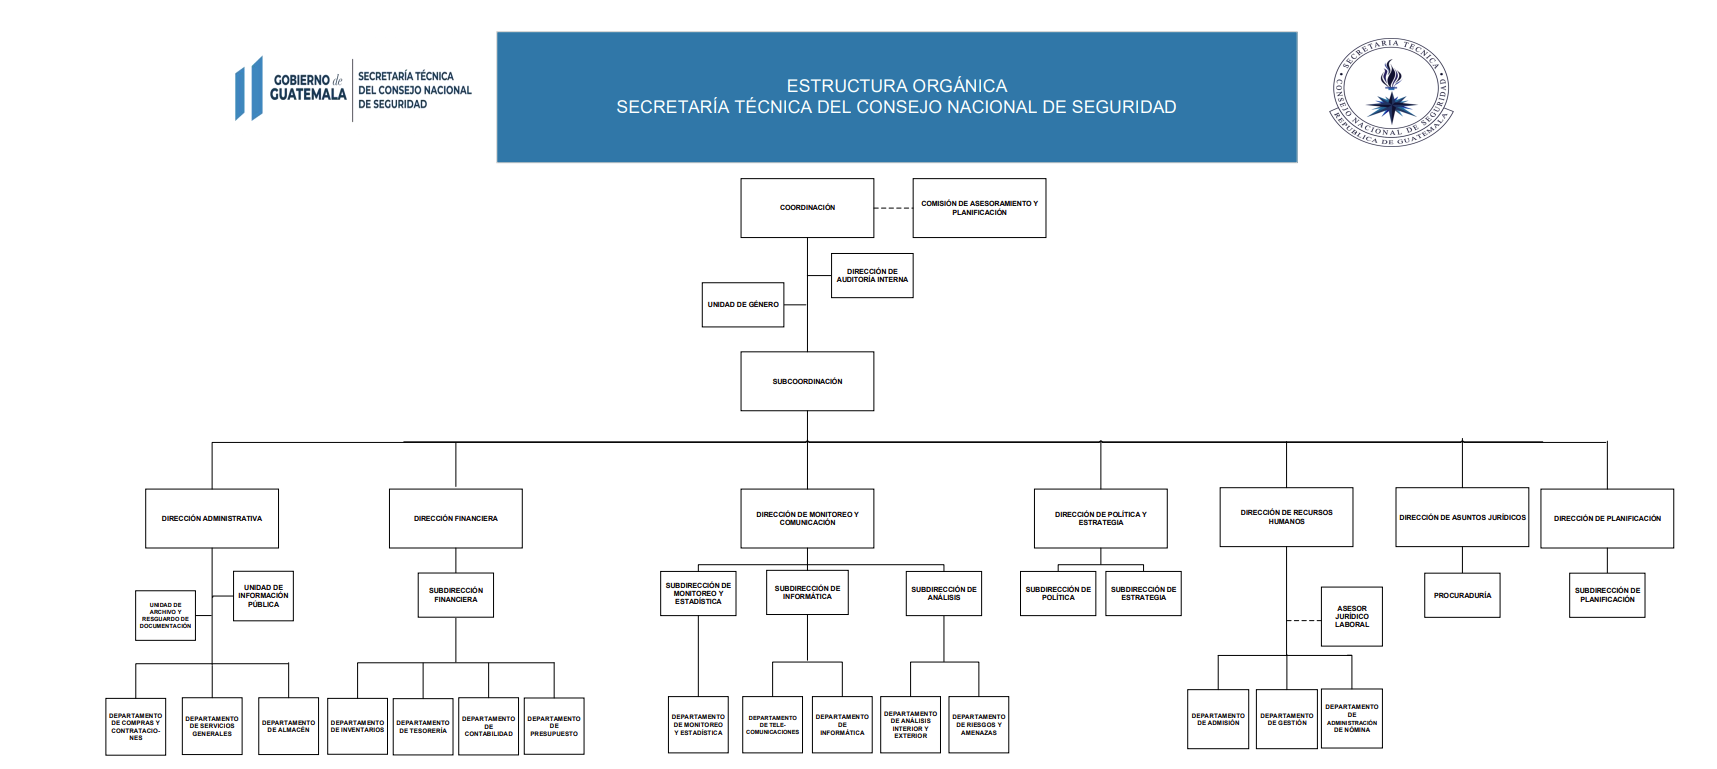 GOBIERNO de
GUATEMALA
SECRETARÍA TÉCNICA
DEL CONSEJO NACIONAL
DE SEGURIDAD
ESTRUCTURA ORGÁNICA
SECRETARÍA TÉCNICA DEL CONSEJO NACIONAL DE SEGURIDAD
• SECRETARIA TECNICA •
CONSEJO NACIONAL DE SEGURIDAD
REPUBLICA DE GUATEMALA
COORDINACIÓN
COMISIÓN DE ASESORAMIENTO Y
PLANIFICACIÓN
DIRECCIÓN DE
AUDITORÍA INTERNA
UNIDAD DE GÉNERO
SUBCOORDINACIÓN
DIRECCIÓN ADMINISTRATIVA
DIRECCIÓN FINANCIERA
DIRECCIÓN DE MONITOREO Y
COMUNICACIÓN
DIRECCIÓN DE POLÍTICA Y
ESTRATEGIA
DIRECCIÓN DE RECURSOS
HUMANOS
DIRECCIÓN DE ASUNTOS JURÍDICOS
DIRECCIÓN DE PLANIFICACIÓN
UNIDAD DE
ARCHIVO Y
RESGUARDO DE
DOCUMENTACIÓN
UNIDAD DE
INFORMACIÓN
PÚBLICA
SUBDIRECCIÓN
FINANCIERA
SUBDIRECCIÓN DE
MONITOREO Y
ESTADÍSTICA
SUBDIRECCIÓN DE
INFORMÁTICA
SUBDIRECCIÓN DE
ANÁLISIS
SUBDIRECCIÓN DE
POLÍTICA
SUBDIRECCIÓN DE
ESTRATEGIA
ASESOR
JURÍDICO
LABORAL
PROCURADURÍA
SUBDIRECCIÓN DE
PLANIFICACIÓN
DEPARTAMENTO
DE COMPRAS Y
CONTRATACIO-
NES
DEPARTAMENTO
DE SERVICIOS
GENERALES
DEPARTAMENTO
DE ALMACÉN
DEPARTAMENTO
DE INVENTARIOS
DEPARTAMENTO
DE TESORERÍA
DEPARTAMENTO
DE
CONTABILIDAD
DEPARTAMENTO
DE
PRESUPUESTO
DEPARTAMENTO
DE MONITOREO
Y ESTADÍSTICA
DEPARTAMENTO
DE TELE-
COMUNICACIONES
DEPARTAMENTO
DE
INFORMÁTICA
DEPARTAMENTO
DE ANÁLISIS
INTERIOR Y
EXTERIOR
DEPARTAMENTO
DE RIESGOS Y
AMENAZAS
DEPARTAMENTO
DE ADMISIÓN
DEPARTAMENTO
DE GESTIÓN
DEPARTAMENTO
DE
ADMINISTRACIÓN
DE NÓMINA